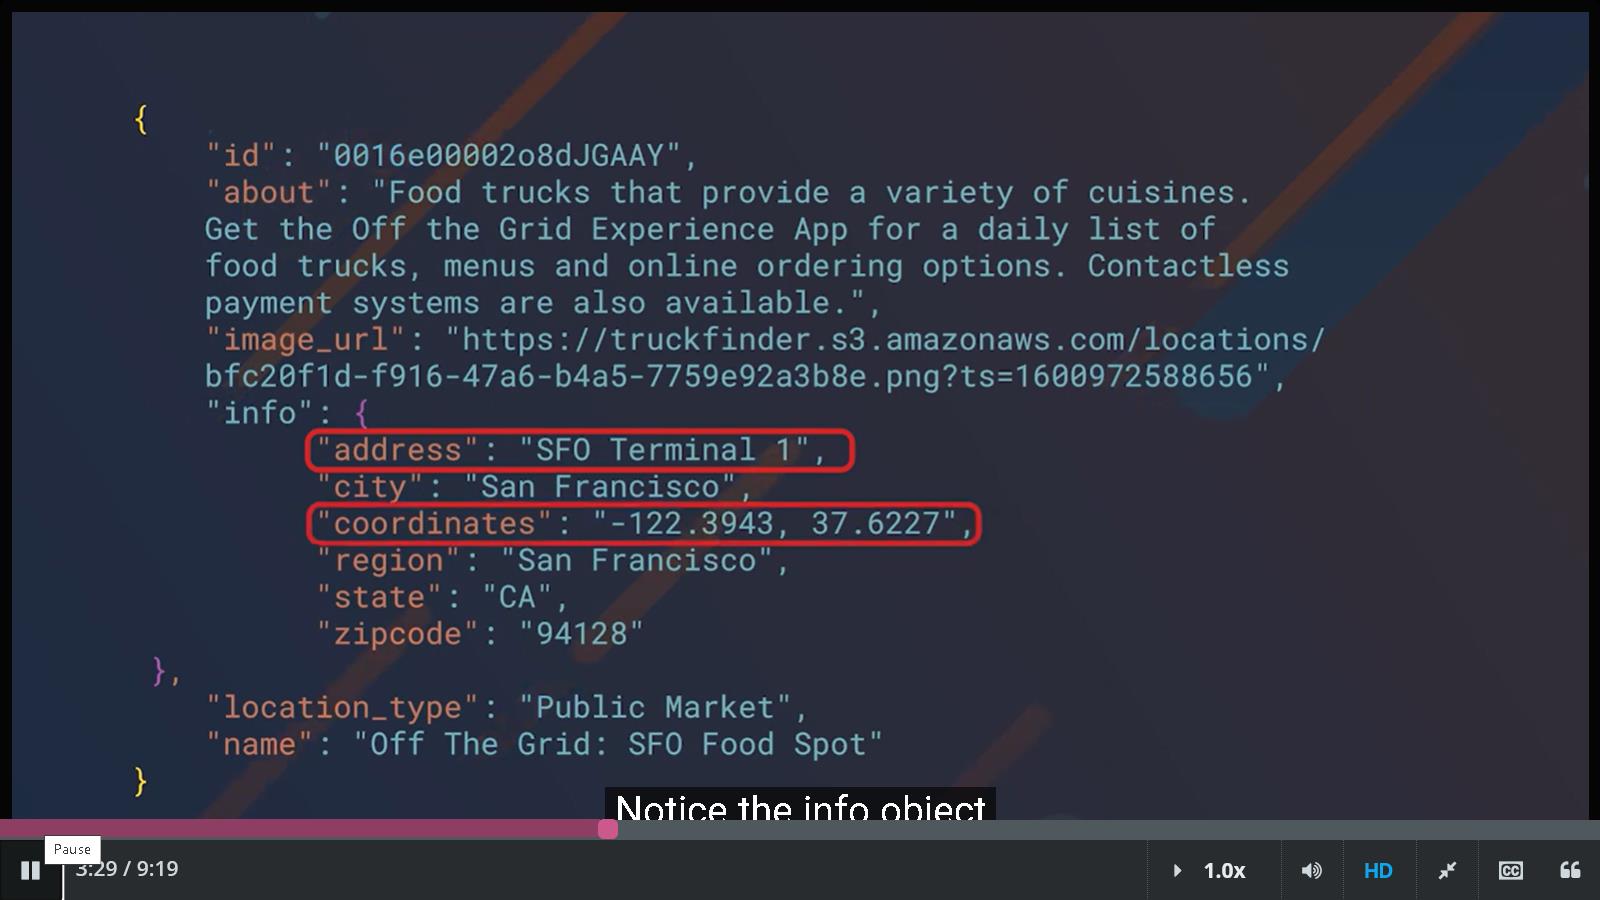 {
"id": "0016e00002o8dJGAAY",
"about": "Food trucks that provide a variety of cuisines.
Get the Off the Grid Experience App for a daily list of
food trucks, menus and online ordering options. Contactless
payment systems are also available.",
"image_url": "https://truckfinder.s3.amazonaws.com/locations/
bfc20f1d-f916-47a6-b4a5-7759e92a3b8e.png?ts=1600972588656",
"info": {
"address": "SFO Terminal 1",
"city": "San Francisco",
"coordinates": "-122.3943, 37.6227",
"region": "San Francisco",
"state": "CA",
"zipcode": "94128"
},
"location_type": "Public Market",
"name": "Off The Grid: SFO Food Spot"
}
Notice the info object
Pause
3:29 / 9:19
1.0x
HD
CC